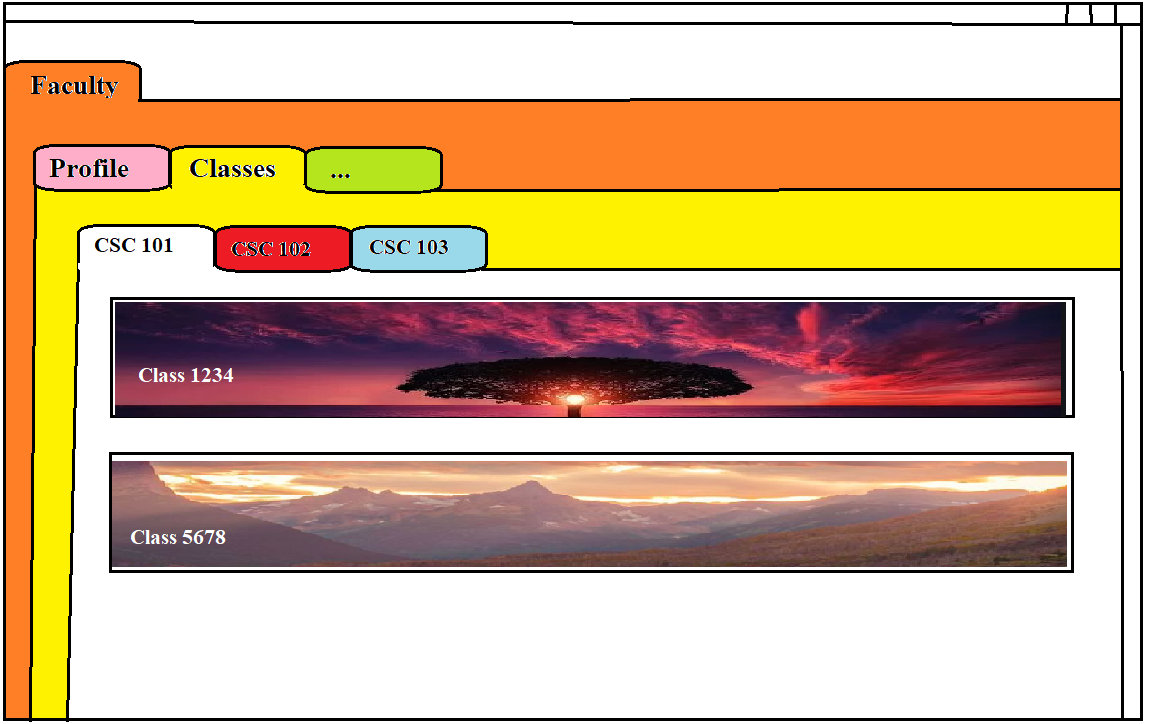 Faculty
Profile
Classes
...
CSC 101
CSC 102
CSC 103
Class 1234
Class 5678